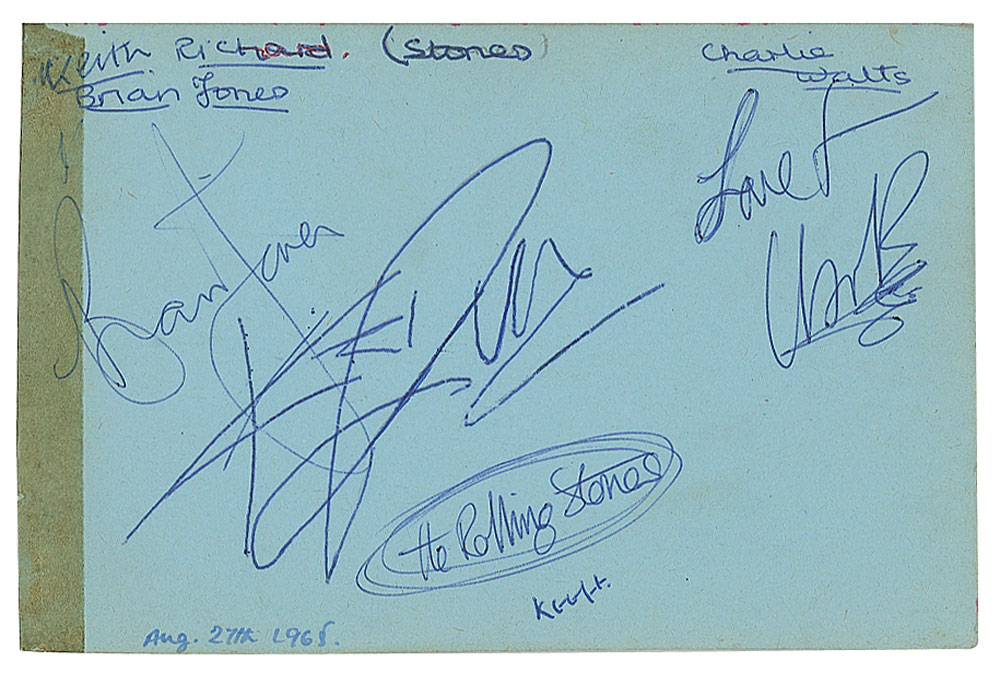 Keith Richard. (Stones)
Brian Jones
Charlie
Watts
Love
Brian Jones
the Rolling Stones
Aug. 27th 1965.